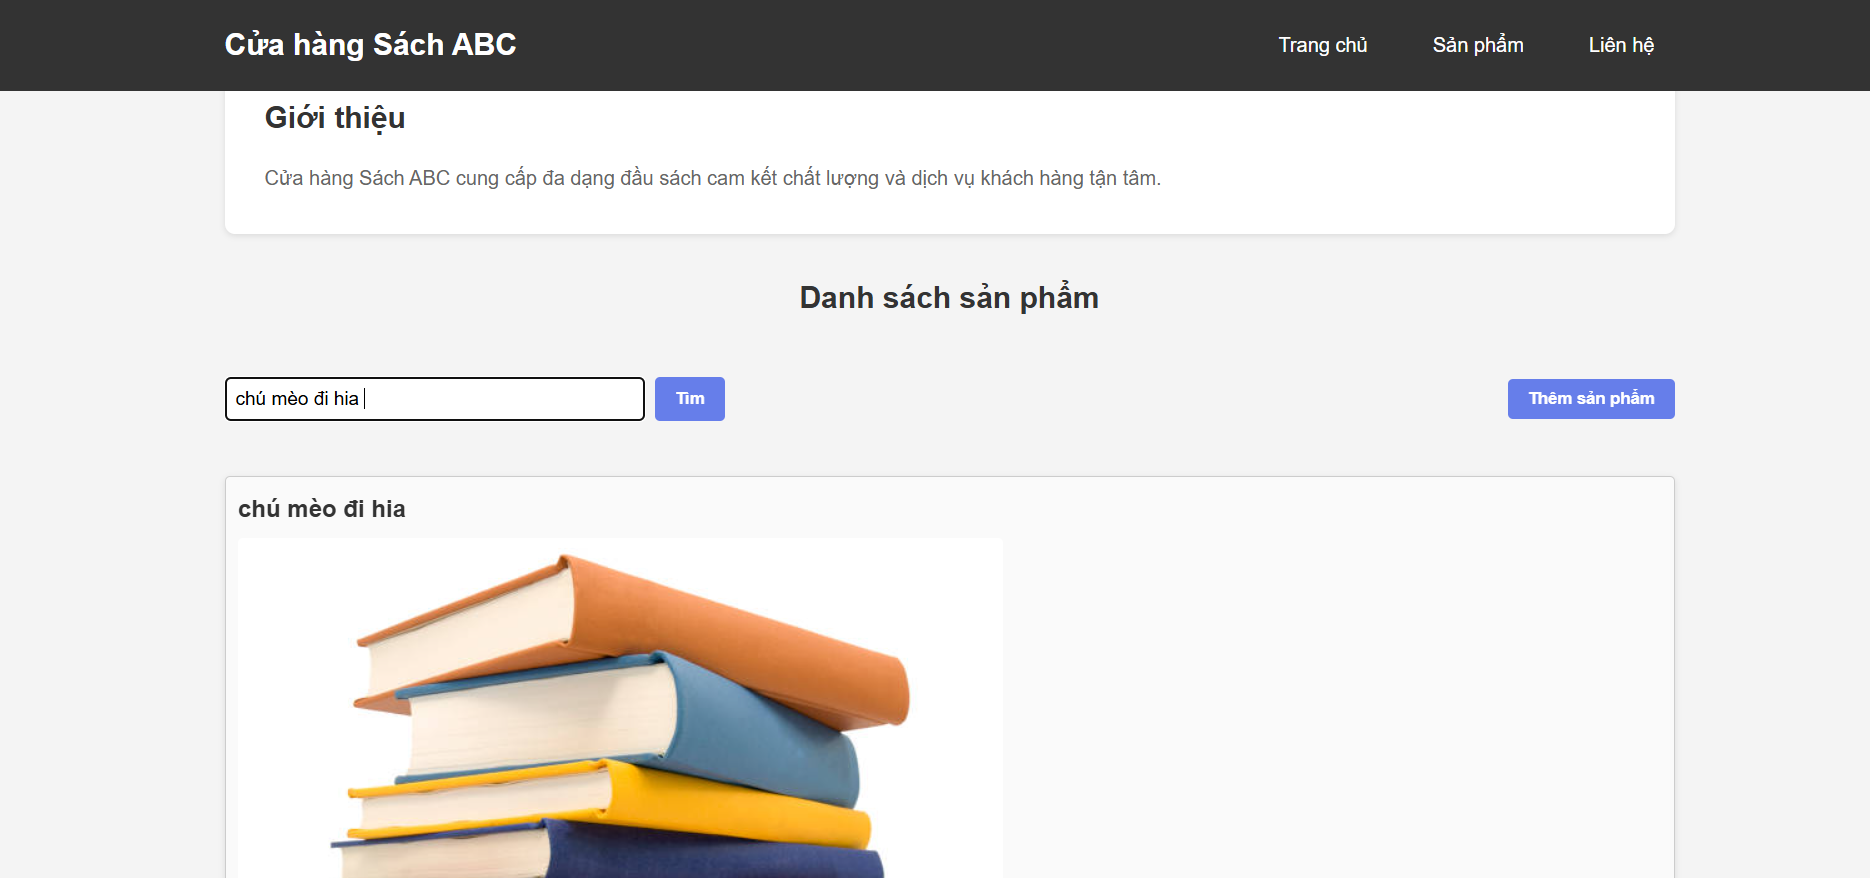 Cửa hàng Sách ABC
Trang chủ
Sản phẩm
Liên hệ
Giới thiệu
Cửa hàng Sách ABC cung cấp đa dạng đầu sách cam kết chất lượng và dịch vụ khách hàng tận tâm.
Danh sách sản phẩm
chú mèo đi hia
Tìm
Thêm sản phẩm
chú mèo đi hia